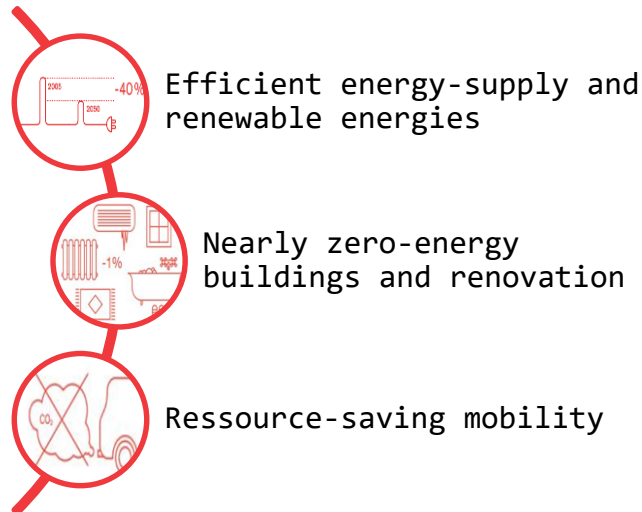 2005
-40%
2050
Efficient energy-supply and
renewable energies
-1%
Nearly zero-energy
buildings and renovation
CO₂
Ressource-saving mobility